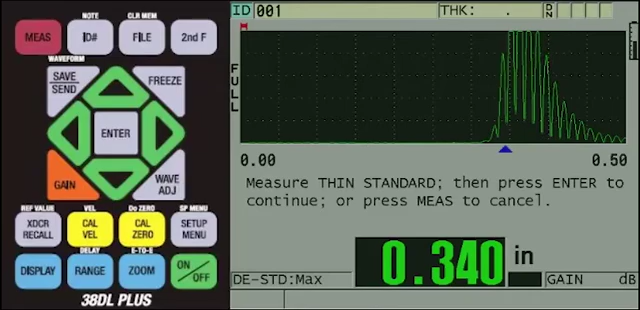 NOTE CLR MEM
MEAS ID# FILE 2nd F
WAVEFORM
SAVE
SEND
FREEZE
ENTER
GAIN
WAVE
ADJ
REF VALUE VEL Do ZERO SP MENU
XDCR
RECALL
CAL
VEL
CAL
ZERO
SETUP
MENU
DELAY E-TO-E
DISPLAY RANGE ZOOM ON
/OFF
38DL PLUS
ID 001 THK: . DN
FULL
0.00 0.50
Measure THIN STANDARD; then press ENTER to
continue; or press MEAS to cancel.
0.340 in
DE-STD:Max GAIN dB